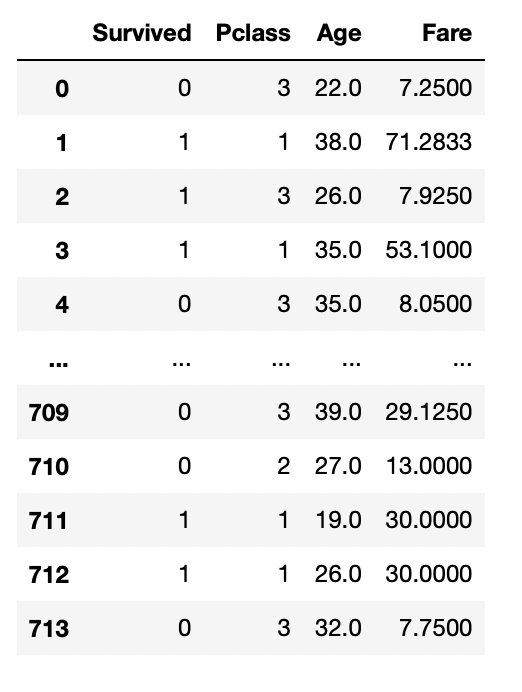 Survived Pclass Age Fare
0 0 3 22.0 7.2500
1 1 1 38.0 71.2833
2 1 3 26.0 7.9250
3 1 1 35.0 53.1000
4 0 3 35.0 8.0500
... ... ... ... ...
709 0 3 39.0 29.1250
710 0 2 27.0 13.0000
711 1 1 19.0 30.0000
712 1 1 26.0 30.0000
713 0 3 32.0 7.7500